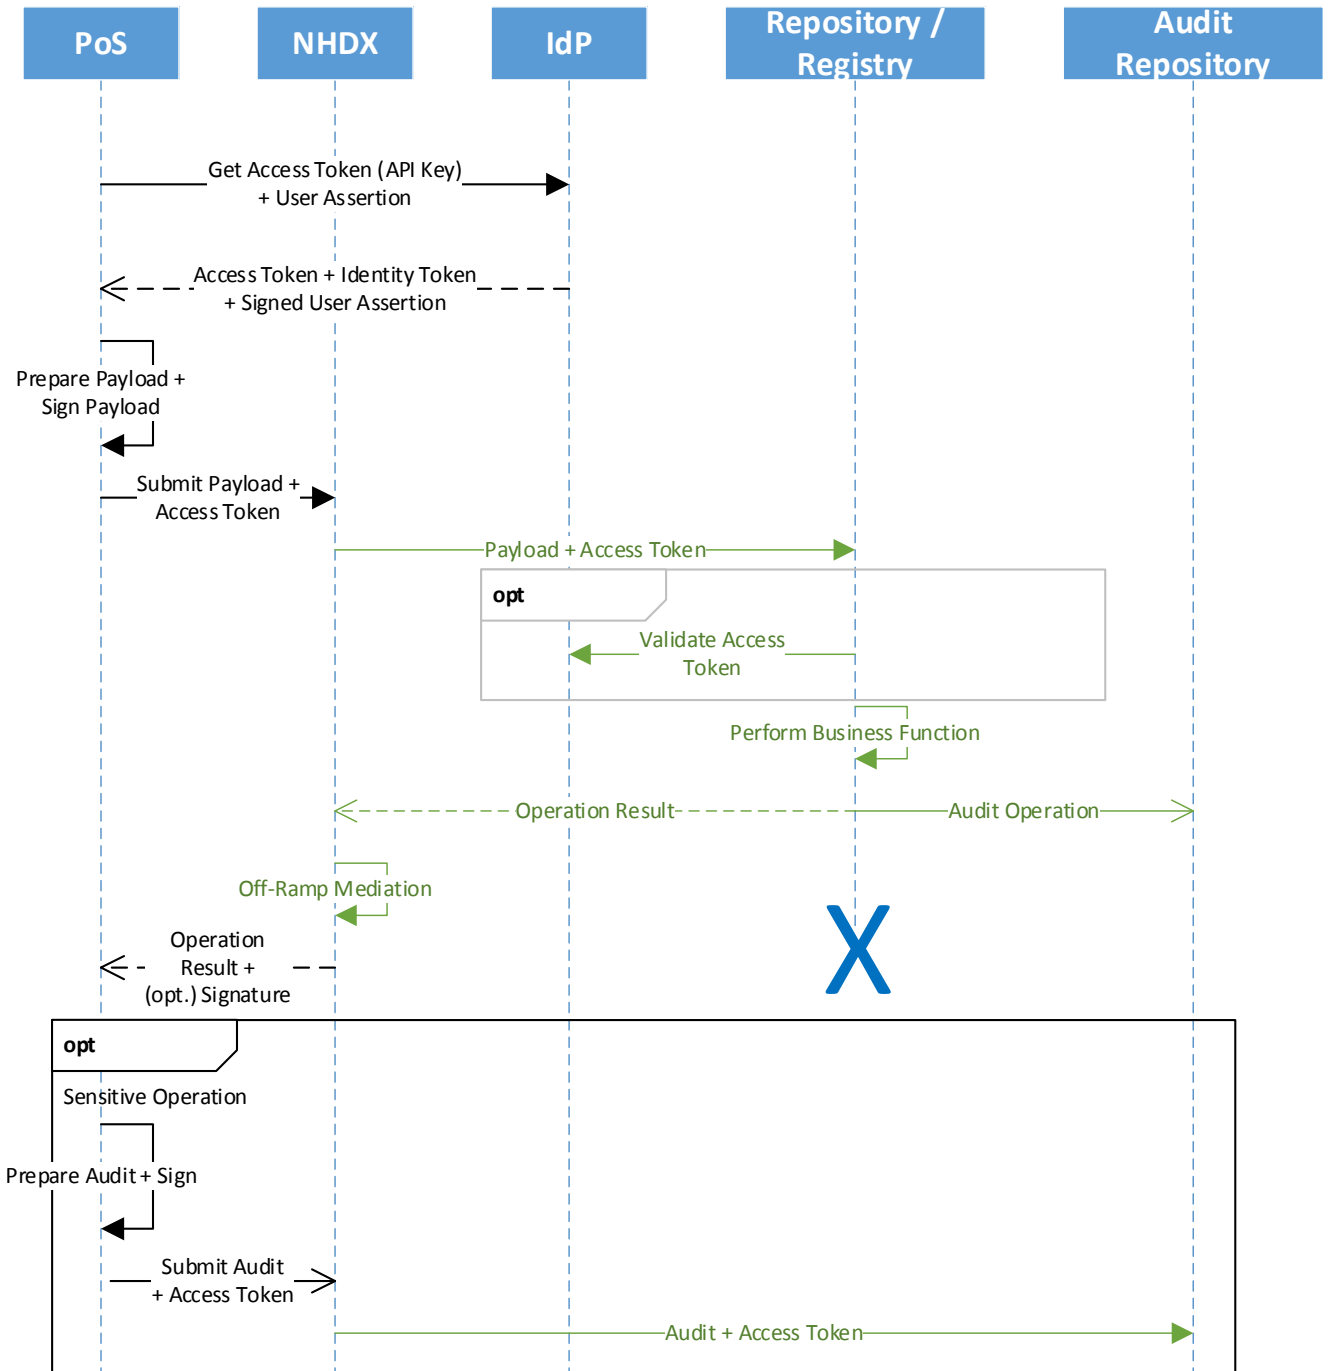 PoS
NHDX
IdP
Repository /
Registry
Audit
Repository
Get Access Token (API Key)
+ User Assertion
Access Token + Identity Token
+ Signed User Assertion
Prepare Payload +
Sign Payload
Submit Payload +
Access Token
Payload + Access Token
opt
Validate Access
Token
Perform Business Function
Operation Result
Audit Operation
Off-Ramp Mediation
Operation
Result +
(opt.) Signature
X
opt
Sensitive Operation
Prepare Audit + Sign
Submit Audit
+ Access Token
Audit + Access Token